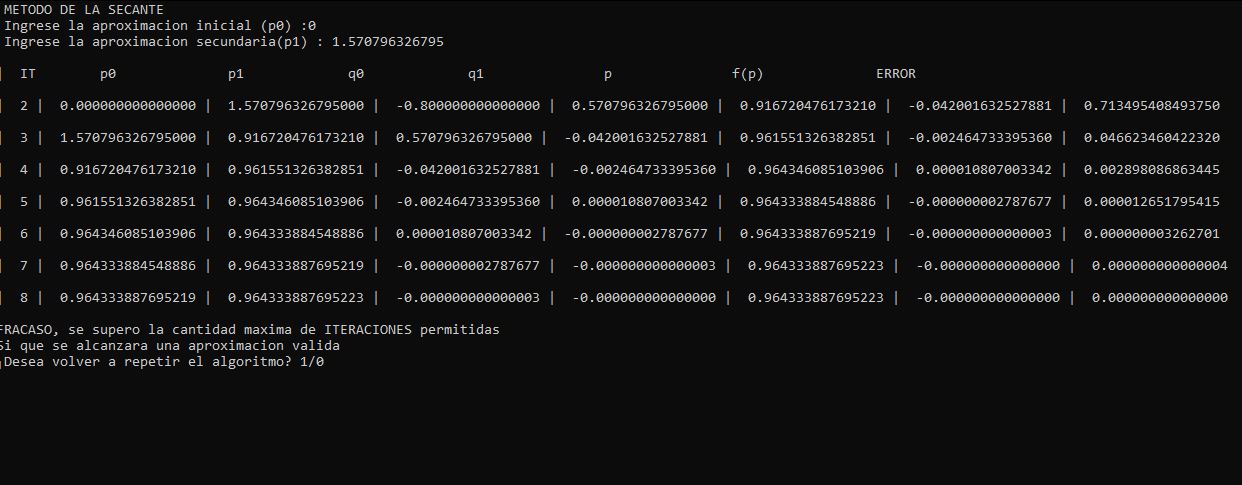 METODO DE LA SECANTE
Ingrese la aproximacion inicial (p0) :0
Ingrese la aproximacion secundaria(p1) : 1.570796326795
| IT p0 p1 q0 q1 p f(p) ERROR
| 2 | 0.000000000000000 | 1.570796326795000 | -0.800000000000000 | 0.570796326795000 | 0.916720476173210 | -0.042001632527881 | 0.713495408493750
| 3 | 1.570796326795000 | 0.916720476173210 | 0.570796326795000 | -0.042001632527881 | 0.961551326382851 | -0.002464733395360 | 0.046623460422320
| 4 | 0.916720476173210 | 0.961551326382851 | -0.042001632527881 | -0.002464733395360 | 0.964346085103906 | 0.000010807003342 | 0.002898086863445
| 5 | 0.961551326382851 | 0.964346085103906 | -0.002464733395360 | 0.000010807003342 | 0.964333884548886 | -0.000000002787677 | 0.000012651795415
| 6 | 0.964346085103906 | 0.964333884548886 | 0.000010807003342 | -0.000000002787677 | 0.964333887695219 | -0.000000000000003 | 0.000000003262701
| 7 | 0.964333884548886 | 0.964333887695219 | -0.000000002787677 | -0.000000000000003 | 0.964333887695223 | -0.000000000000000 | 0.000000000000004
| 8 | 0.964333887695219 | 0.964333887695223 | -0.000000000000003 | -0.000000000000000 | 0.964333887695223 | -0.000000000000000 | 0.000000000000000
FRACASO, se supero la cantidad maxima de ITERACIONES permitidas
Si que se alcanzara una aproximacion valida
Desea volver a repetir el algoritmo? 1/0